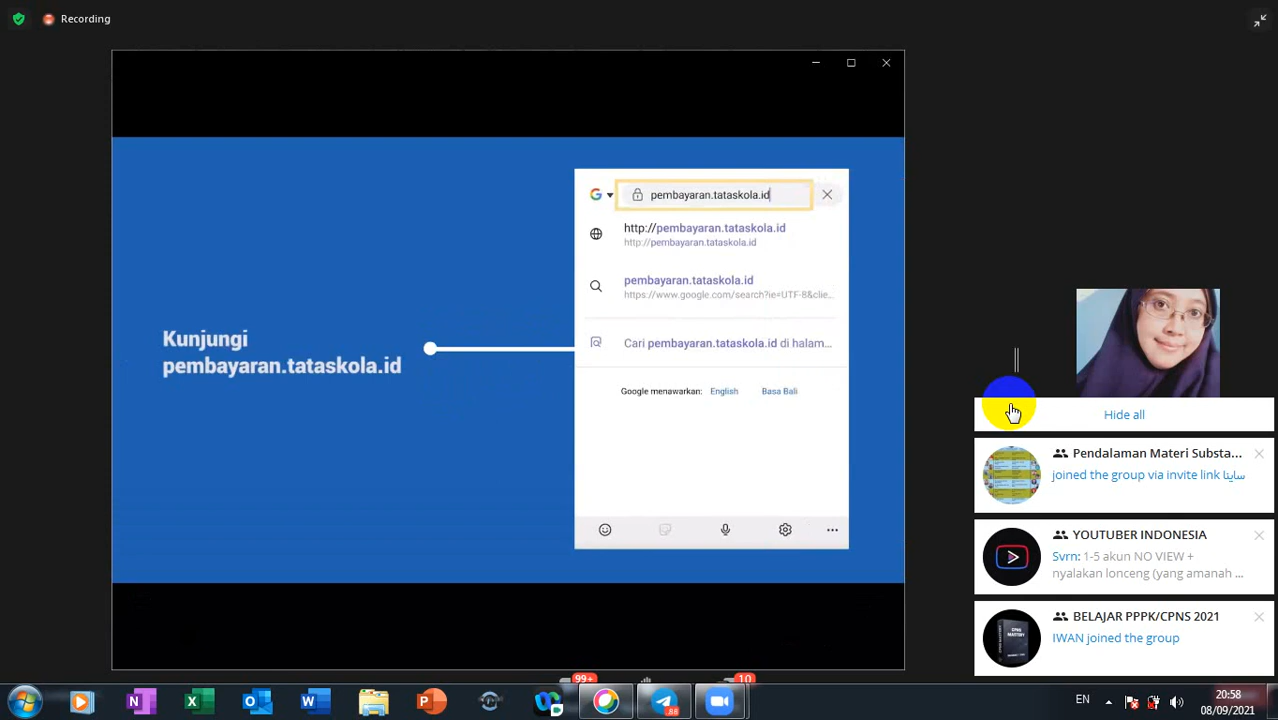 Recording
pembayaran.tataskola.id
http://pembayaran.tataskola.id
http://pembayaran.tataskola.id
pembayaran.tataskola.id
https://www.google.com/search?ie=UTF-8&clie...
Cari pembayaran.tataskola.id di halam...
Google menawarkan: English Basa Bali
Kunjungi
pembayaran.tataskola.id
Hide all
Pendalaman Materi Substa...
joined the group via invite link ساينا
YOUTUBER INDONESIA
Svrn: 1-5 akun NO VIEW +
nyalakan lonceng (yang amanah ...
BELAJAR PPPK/CPNS 2021
IWAN joined the group
99+
10
88
EN
20:58
08/09/2021